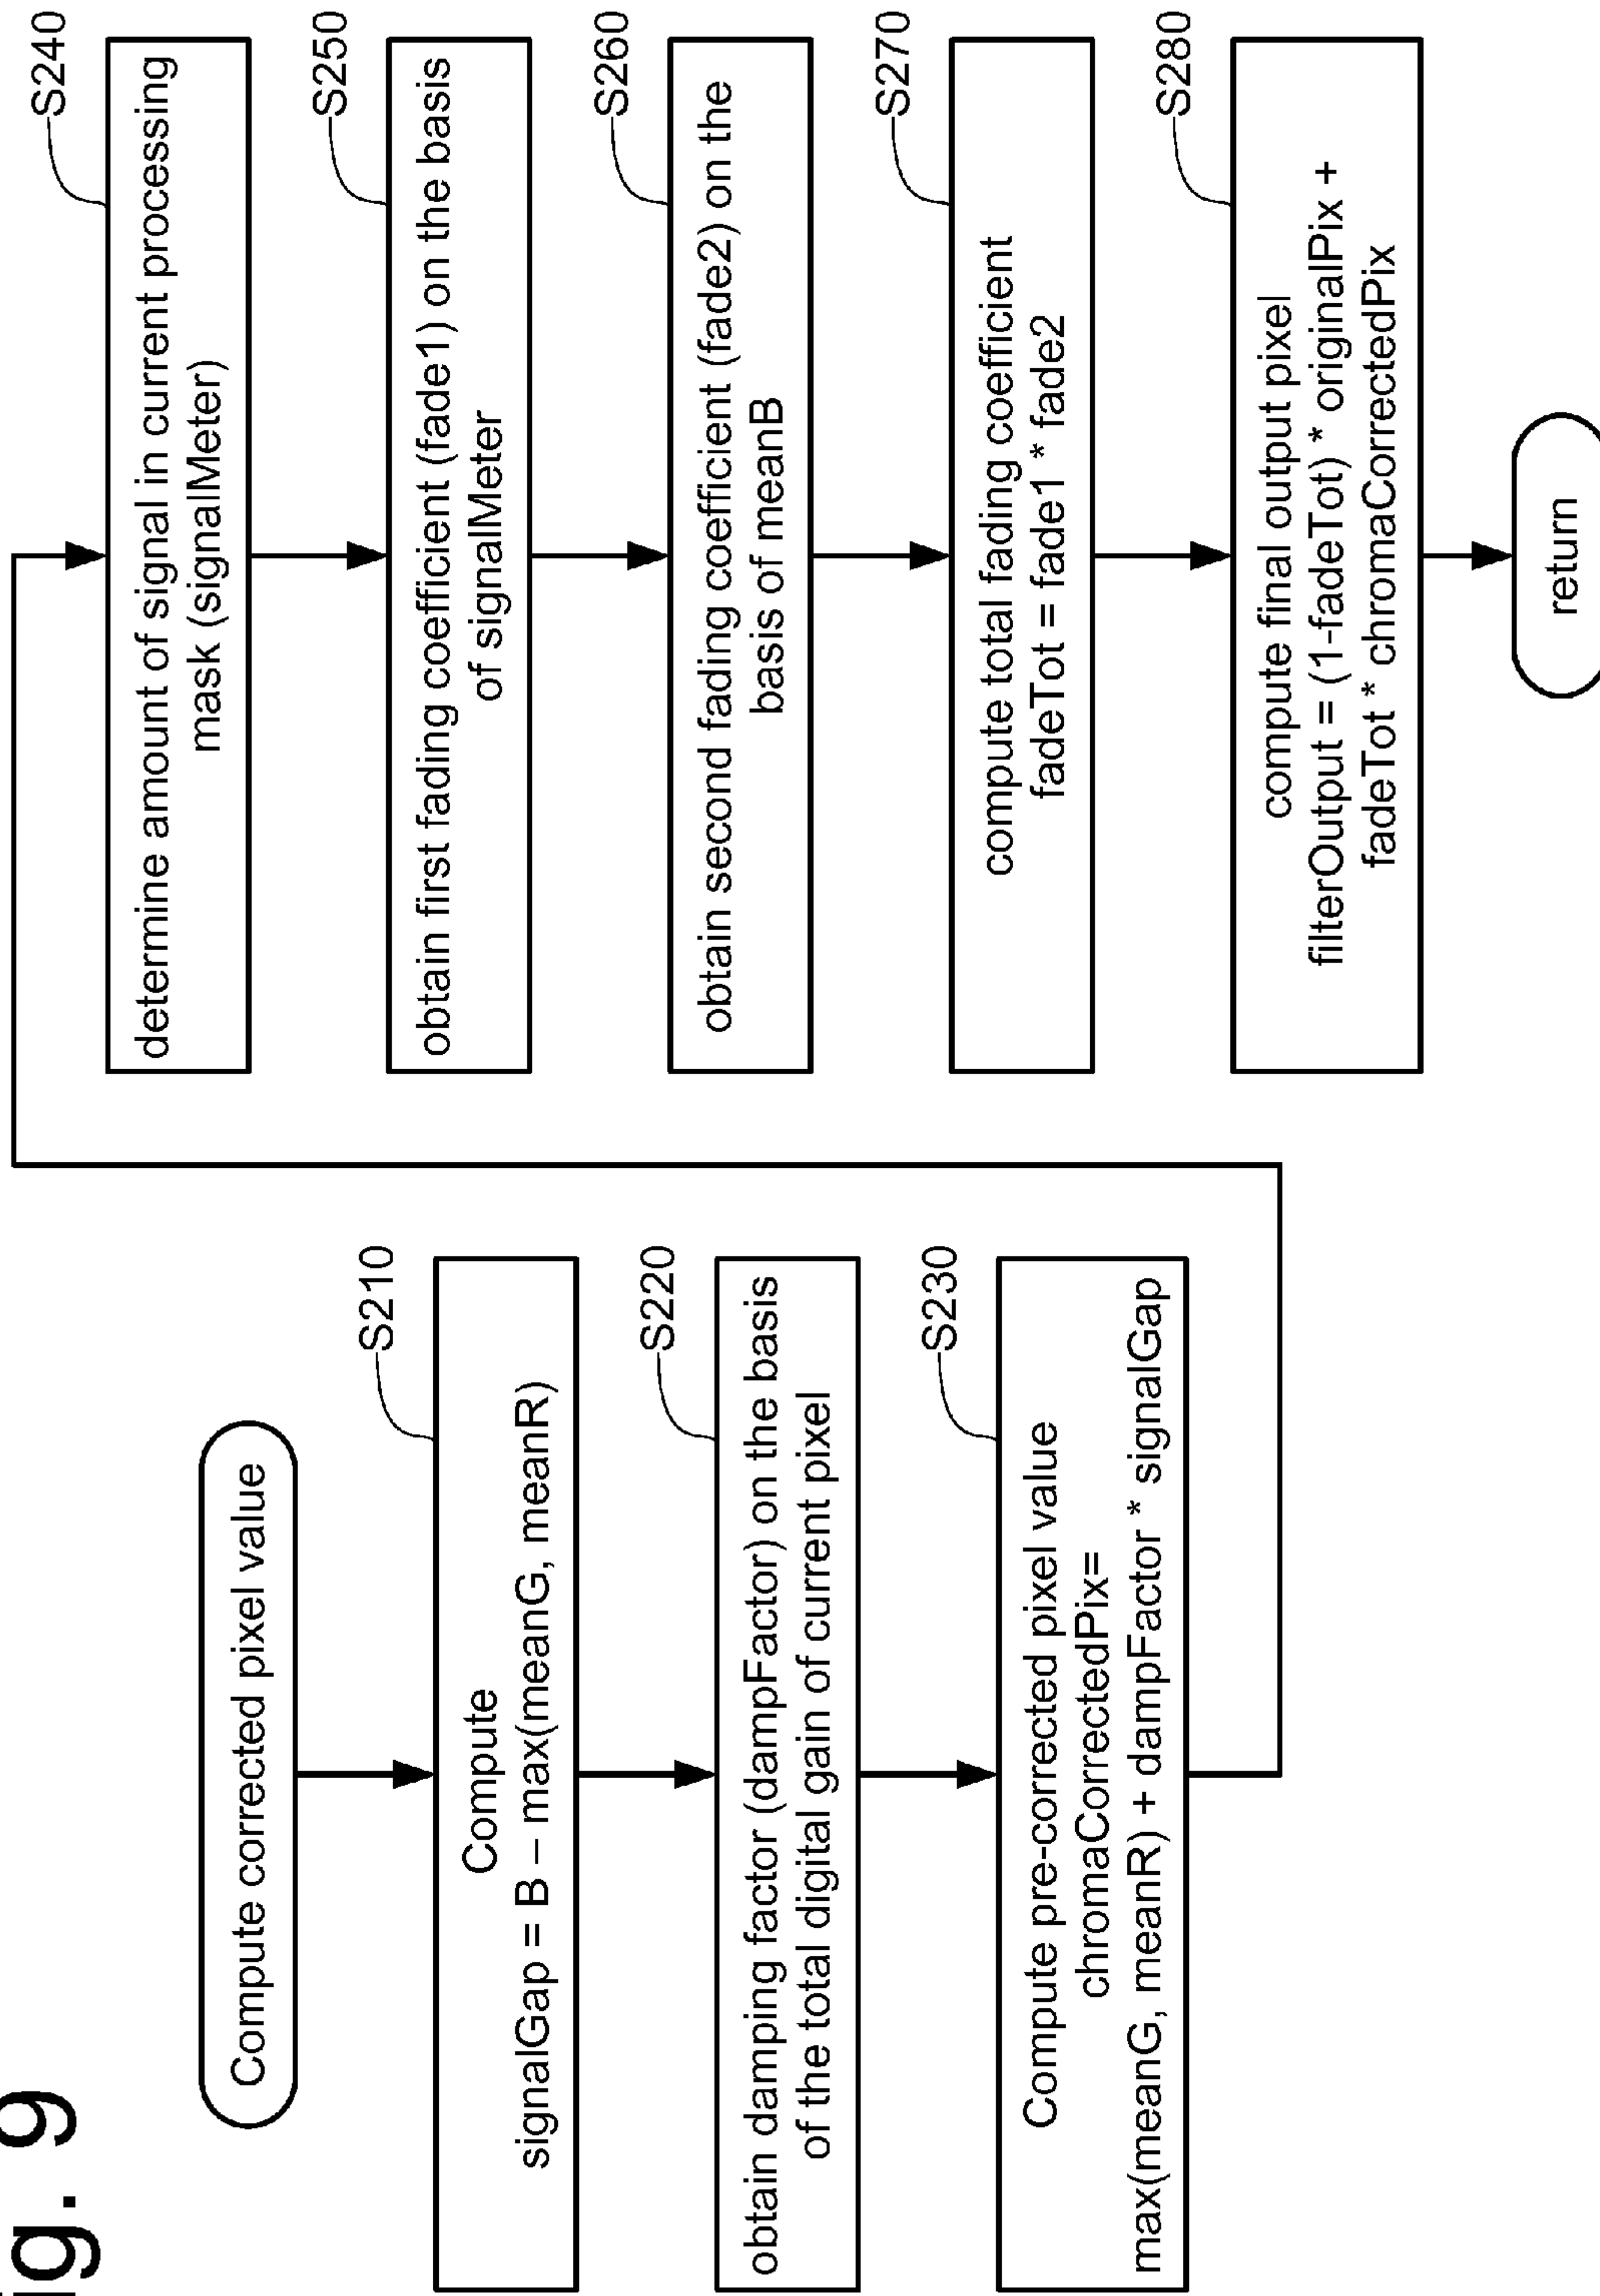 ig. 9
Compute corrected pixel value
S210
Compute
signalGap = B – max(meanG, meanR)
S220
obtain damping factor (dampFactor) on the basis
of the total digital gain of current pixel
S230
Compute pre-corrected pixel value
chromaCorrectedPix=
max(meanG, meanR) + dampFactor * signalGap
S240
determine amount of signal in current processing
mask (signalMeter)
S250
obtain first fading coefficient (fade1) on the basis
of signalMeter
S260
obtain second fading coefficient (fade2) on the
basis of meanB
S270
compute total fading coefficient
fadeTot = fade1 * fade2
S280
compute final output pixel
filterOutput = (1-fadeTot) * originalPix +
fadeTot * chromaCorrectedPix
return